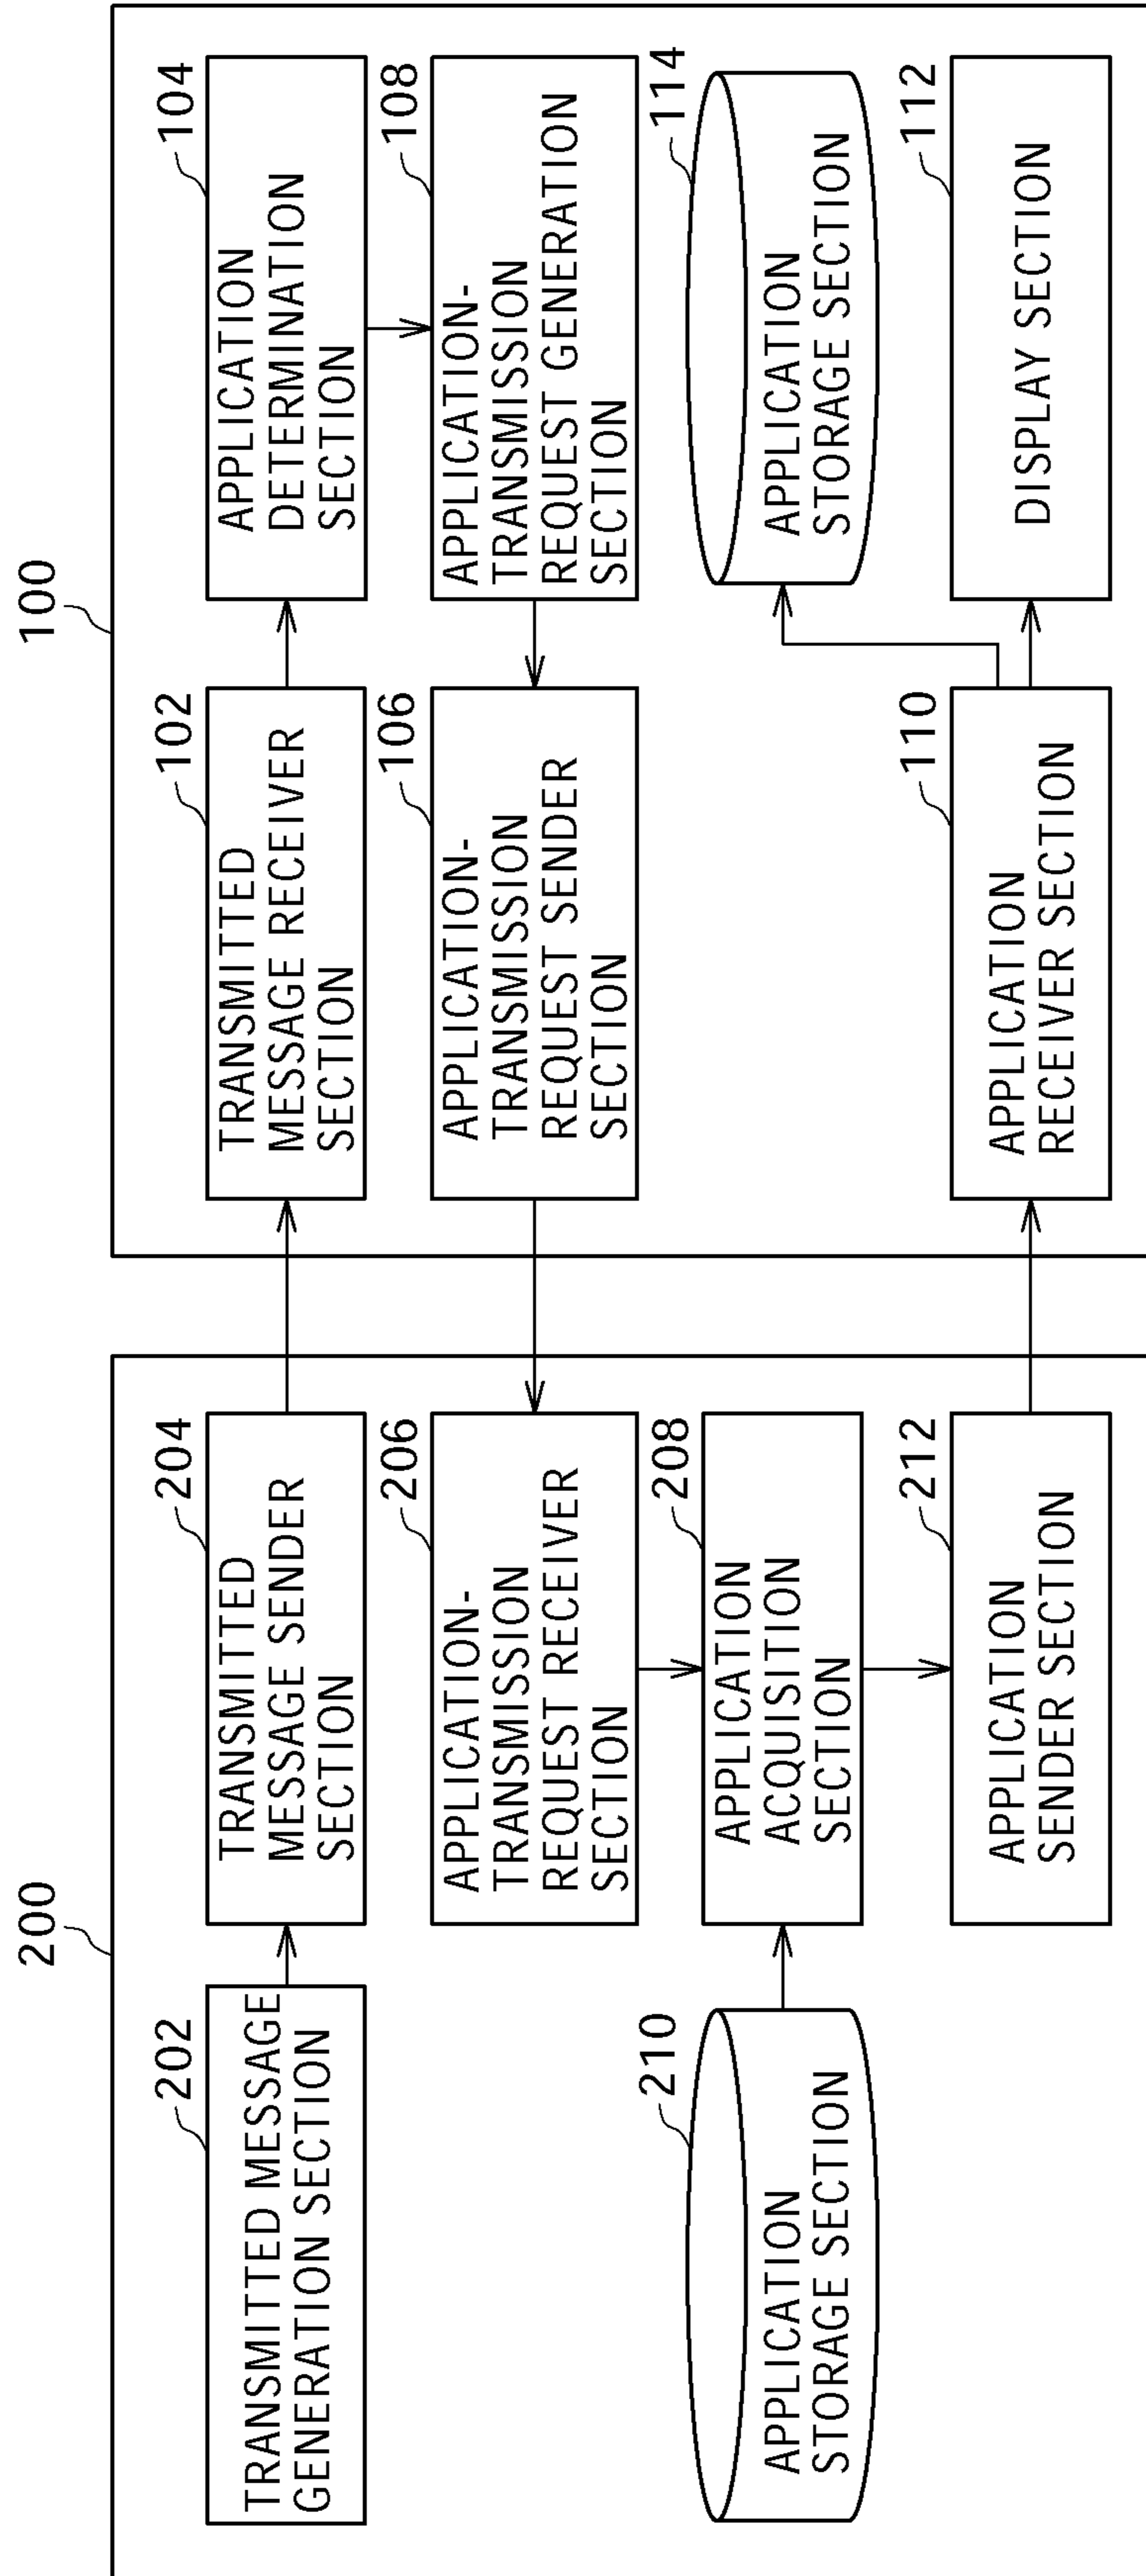 200
100
202
TRANSMITTED MESSAGE
GENERATION SECTION
204
TRANSMITTED
MESSAGE SENDER
SECTION
102
TRANSMITTED
MESSAGE RECEIVER
SECTION
104
APPLICATION
DETERMINATION
SECTION
206
APPLICATION-
TRANSMISSION
REQUEST RECEIVER
SECTION
106
APPLICATION-
TRANSMISSION
REQUEST SENDER
SECTION
108
APPLICATION-
TRANSMISSION
REQUEST GENERATION
SECTION
210
APPLICATION
STORAGE SECTION
208
APPLICATION
ACQUISITION
SECTION
114
APPLICATION
STORAGE SECTION
212
APPLICATION
SENDER SECTION
110
APPLICATION
RECEIVER SECTION
112
DISPLAY SECTION